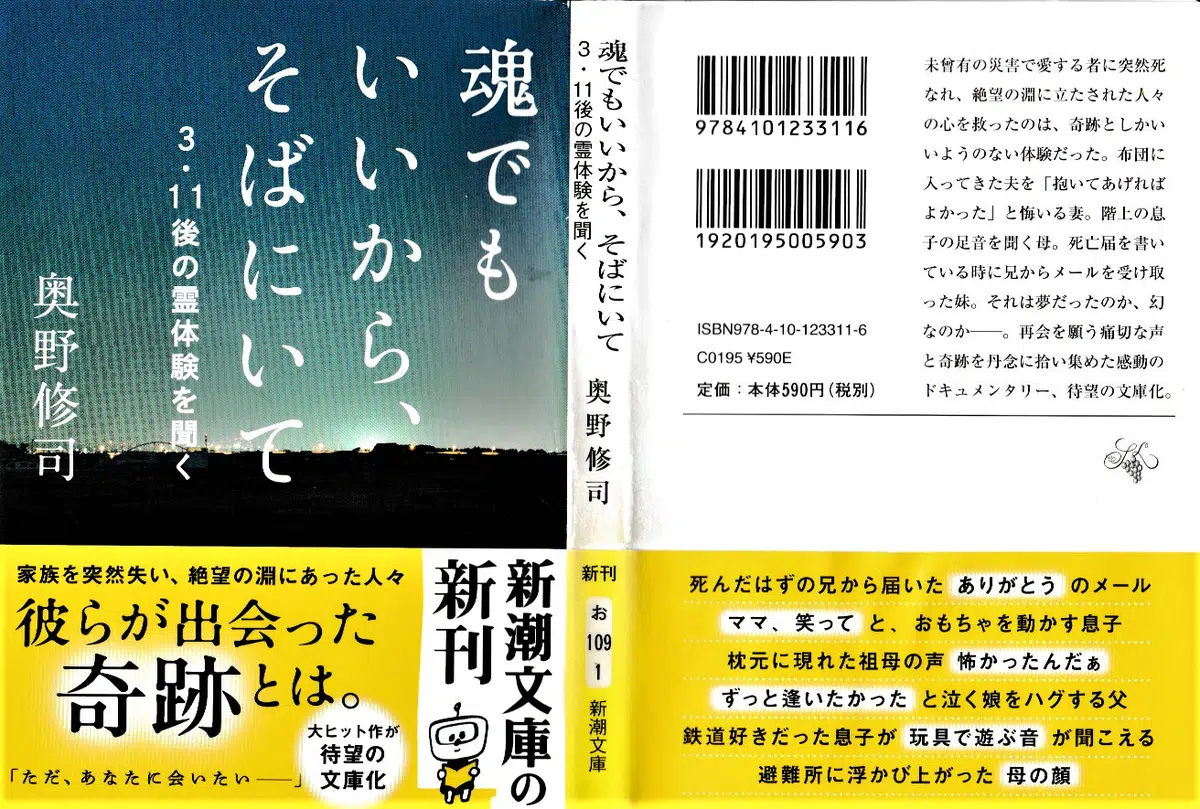 魂でも
いいから、
そばにいて
3・11後の霊体験を聞く
奥野修司
家族を突然失い、絶望の淵にあった人々
彼らが出会った
奇跡とは。
「ただ、あなたに会いたい――」
大ヒット作が
待望の
文庫化
新潮文庫の
新刊
魂でもいいから、そばにいて
3・11後の霊体験を聞く
奥野修司
新刊
お
109
1
新潮文庫
9784101233116
1920195005903
ISBN978-4-10-123311-6
C0195 ¥590E
定価:本体590円(税別)
未曾有の災害で愛する者に突然死
なれ、絶望の淵に立たされた人々
の心を救ったのは、奇跡としかい
いようのない体験だった。布団に
入ってきた夫を「抱いてあげれば
よかった」と悔いる妻。階上の息
子の足音を聞く母。死亡届を書い
ている時に兄からメールを受け取
った妹。それは夢だったのか、幻
なのか――。再会を願う痛切な声
と奇跡を丹念に拾い集めた感動の
ドキュメンタリー、待望の文庫化。
死んだはずの兄から届いた ありがとう のメール
ママ、笑って と、おもちゃを動かす息子
枕元に現れた祖母の声 怖かったんだぁ
ずっと逢いたかった と泣く娘をハグする父
鉄道好きだった息子が 玩具で遊ぶ音 が聞こえる
避難所に浮かび上がった 母の顔